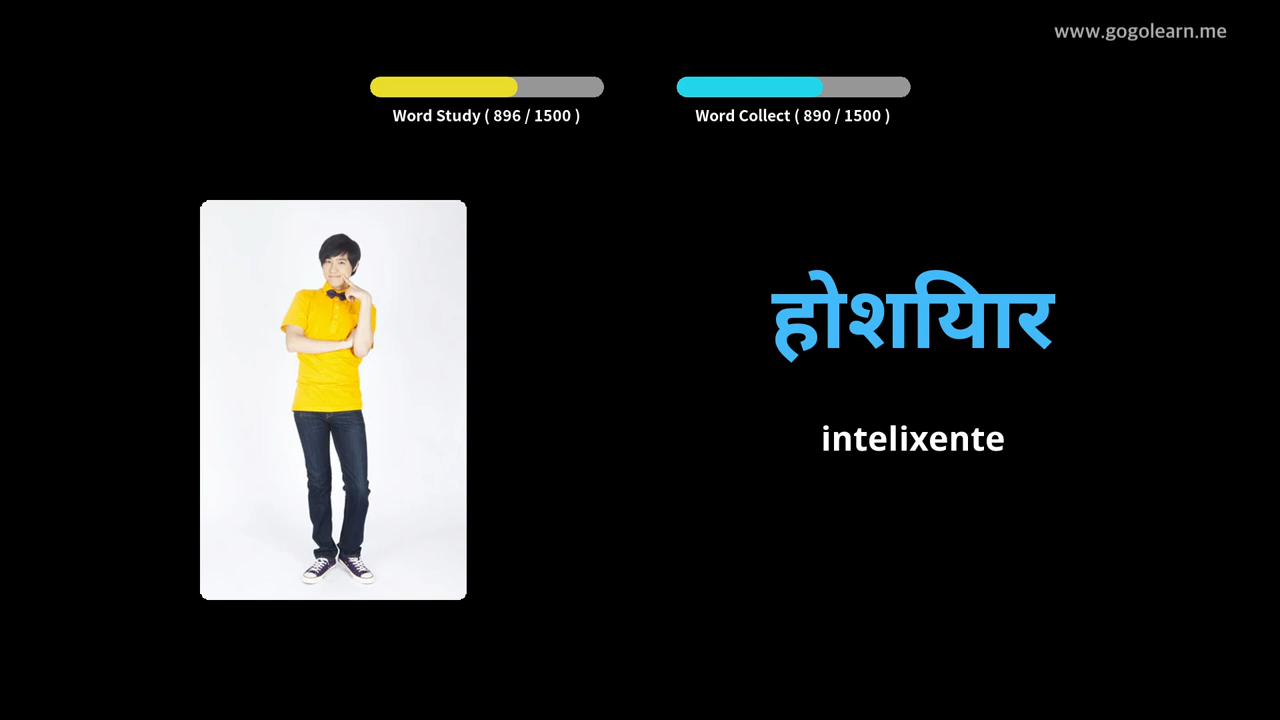 www.gogolearn.me
Word Study ( 896 / 1500 )
Word Collect ( 890 / 1500 )
होशियार
intelixente